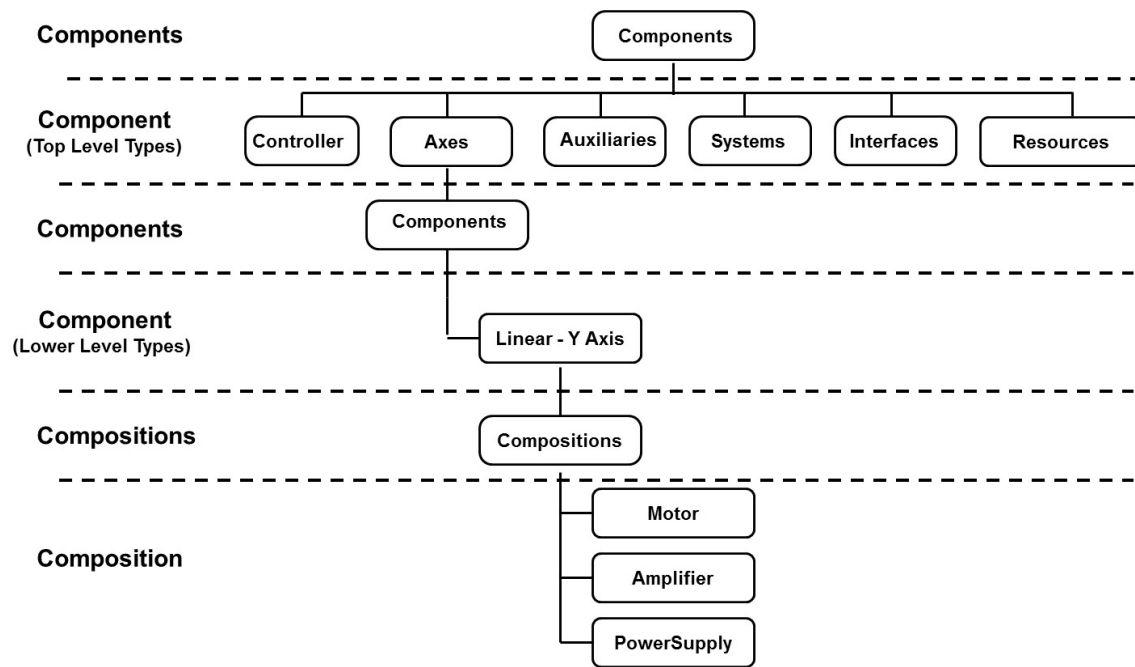 Components
Components
Component
(Top Level Types)
Controller
Axes
Auxiliaries
Systems
Interfaces
Resources
Components
Components
Component
(Lower Level Types)
Linear - Y Axis
Compositions
Compositions
Composition
Motor
Amplifier
PowerSupply